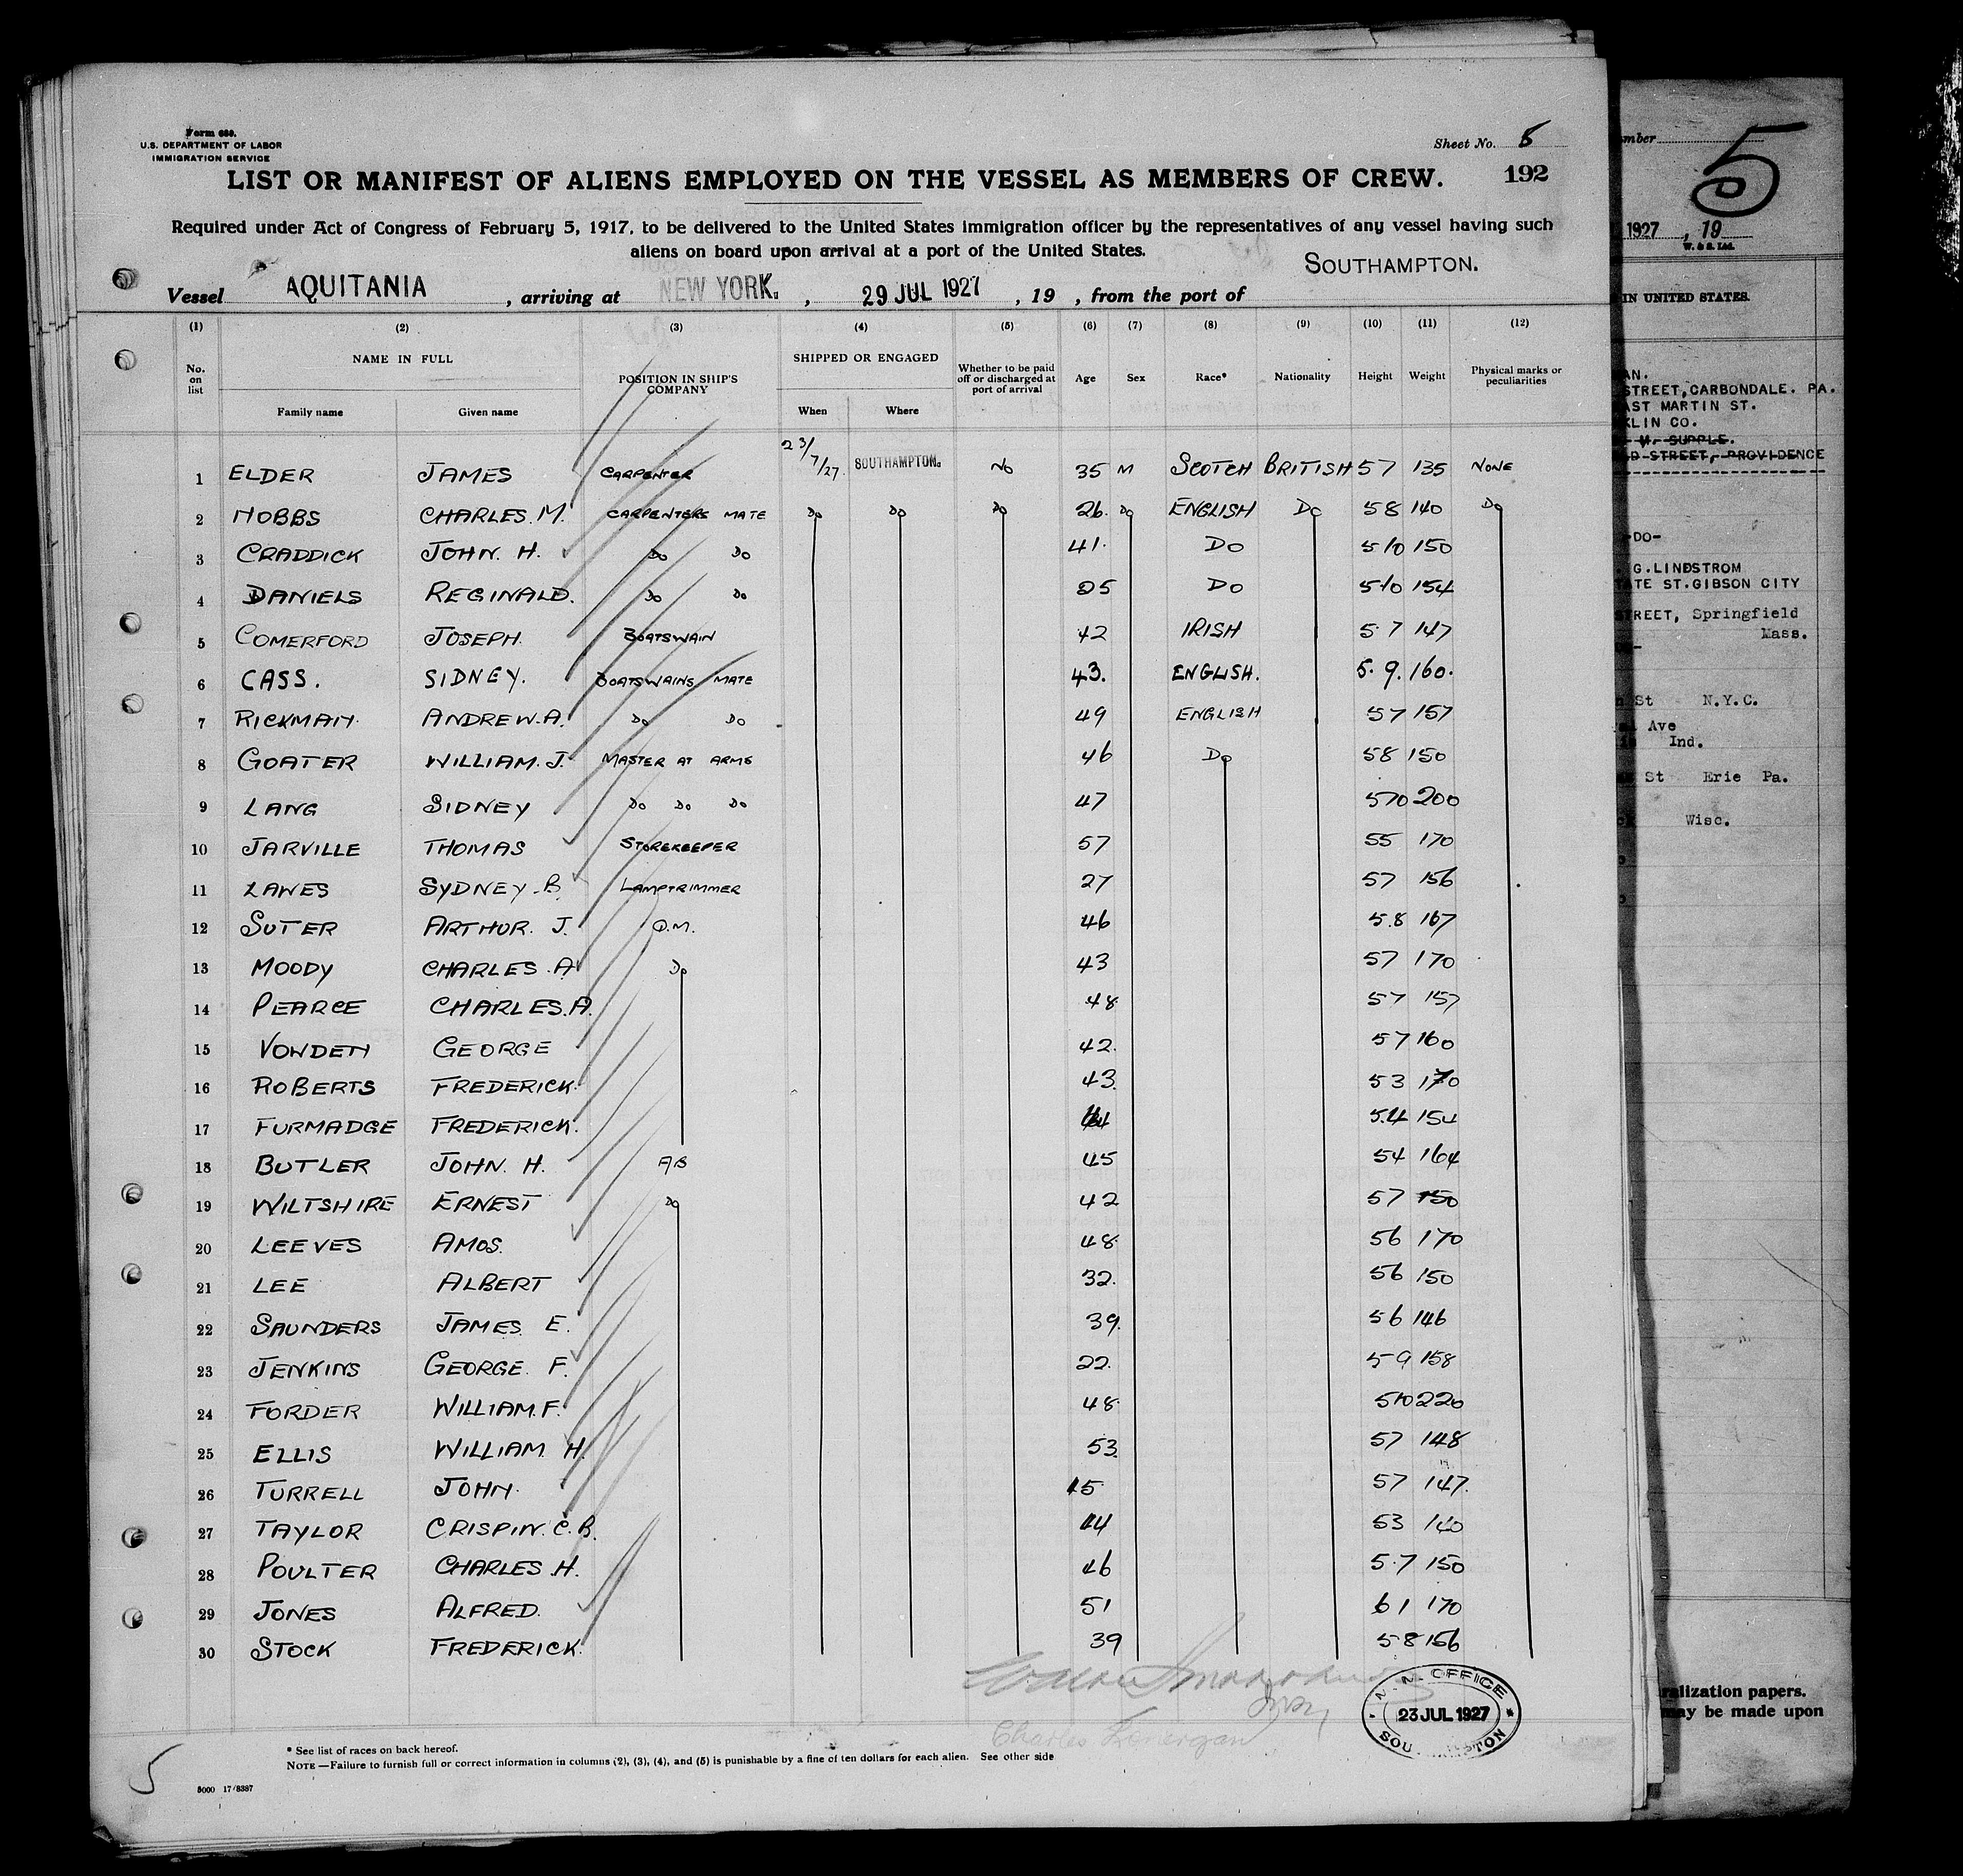 Form 680.
U.S. DEPARTMENT OF LABOR
IMMIGRATION SERVICE
Sheet No. 5
192
LIST OR MANIFEST OF ALIENS EMPLOYED ON THE VESSEL AS MEMBERS OF CREW.
Required under Act of Congress of February 5, 1917, to be delivered to the United States immigration officer by the representatives of any vessel having such
aliens on board upon arrival at a port of the United States.
Vessel AQUITANIA, arriving at NEW YORK., 29 JUL 1927, 19 , from the port of SOUTHAMPTON.
(1) (2) (3) (4) (5) (6) (7) (8) (9) (10) (11) (12)
No. on list NAME IN FULL Family name Given name POSITION IN SHIP'S COMPANY SHIPPED OR ENGAGED When Where Whether to be paid off or discharged at port of arrival Age Sex Race* Nationality Height Weight Physical marks or peculiarities
1 ELDER JAMES CARPENTER 23/7/27. SOUTHAMPTON. No 35 M SCOTCH BRITISH 57 135 NONE
2 HOBBS CHARLES. M. CARPENTERS MATE Do Do Do 26. Do ENGLISH Do 58 140 Do
3 CRADDICK JOHN. H. Do Do 41. Do 510 150
4 DANIELS REGINALD. Do Do 25 Do 510 154
5 COMERFORD JOSEPH. BOATSWAIN 42 IRISH 57 147
6 CASS. SIDNEY. BOATSWAINS MATE 43. ENGLISH. 5.9. 160.
7 RICKMAN ANDREW.A. Do Do 49 ENGLISH 57 157
8 GOATER WILLIAM.J. MASTER AT ARMS 46 Do 58 150
9 LANG SIDNEY Do Do Do 47 510 200
10 JARVILLE THOMAS STOREKEEPER 57 55 170
11 LAWES SYDNEY.B LAMPTRIMMER 27 57 156
12 SUTER ARTHUR. J. Q.M. 46 5.8 167
13 MOODY CHARLES.A Do 43 57 170
14 PEARCE CHARLES.A. 48 57 157
15 VOWDEN GEORGE 42. 57 160
16 ROBERTS FREDERICK. 43. 53 170
17 FURMADGE FREDERICK. 5.4 154
18 BUTLER JOHN. H. AB 45 54 164
19 WILTSHIRE ERNEST Do 42 57 150
20 LEEVES AMOS. 48. 56 170
21 LEE ALBERT 32. 56 150
22 SAUNDERS JAMES E. 39. 56 146
23 JENKINS GEORGE F. 22. 59 158
24 FORDER WILLIAM.F. 48. 510 220
25 ELLIS WILLIAM H. 53. 57 148
26 TURRELL JOHN. 57 147.
27 TAYLOR CRISPIN. C. B. 44 53 140
28 POULTER CHARLES.H. 46 5.7 150
29 JONES ALFRED. 51 61 170
30 STOCK FREDERICK. 39 58 156
Charles Lonergan
OFFICE
23 JUL 1927
* See list of races on back hereof.
NOTE —Failure to furnish full or correct information in columns (2), (3), (4), and (5) is punishable by a fine of ten dollars for each alien. See other side
5
5000 17/8387
5
1927, 19
W. & S. Ltd.
IN UNITED STATES.
STREET, CARBONDALE. PA.
AST MARTIN ST.
KLIN CO.
M. SUPPLE.
D STREET, PROVIDENCE
-DO-
G.LINDSTROM
ATE ST.GIBSON CITY
STREET, Springfield
Mass.
St N.Y.C.
Ave
Ind.
St Erie Pa.
Wisc.
ralization papers.
may be made upon